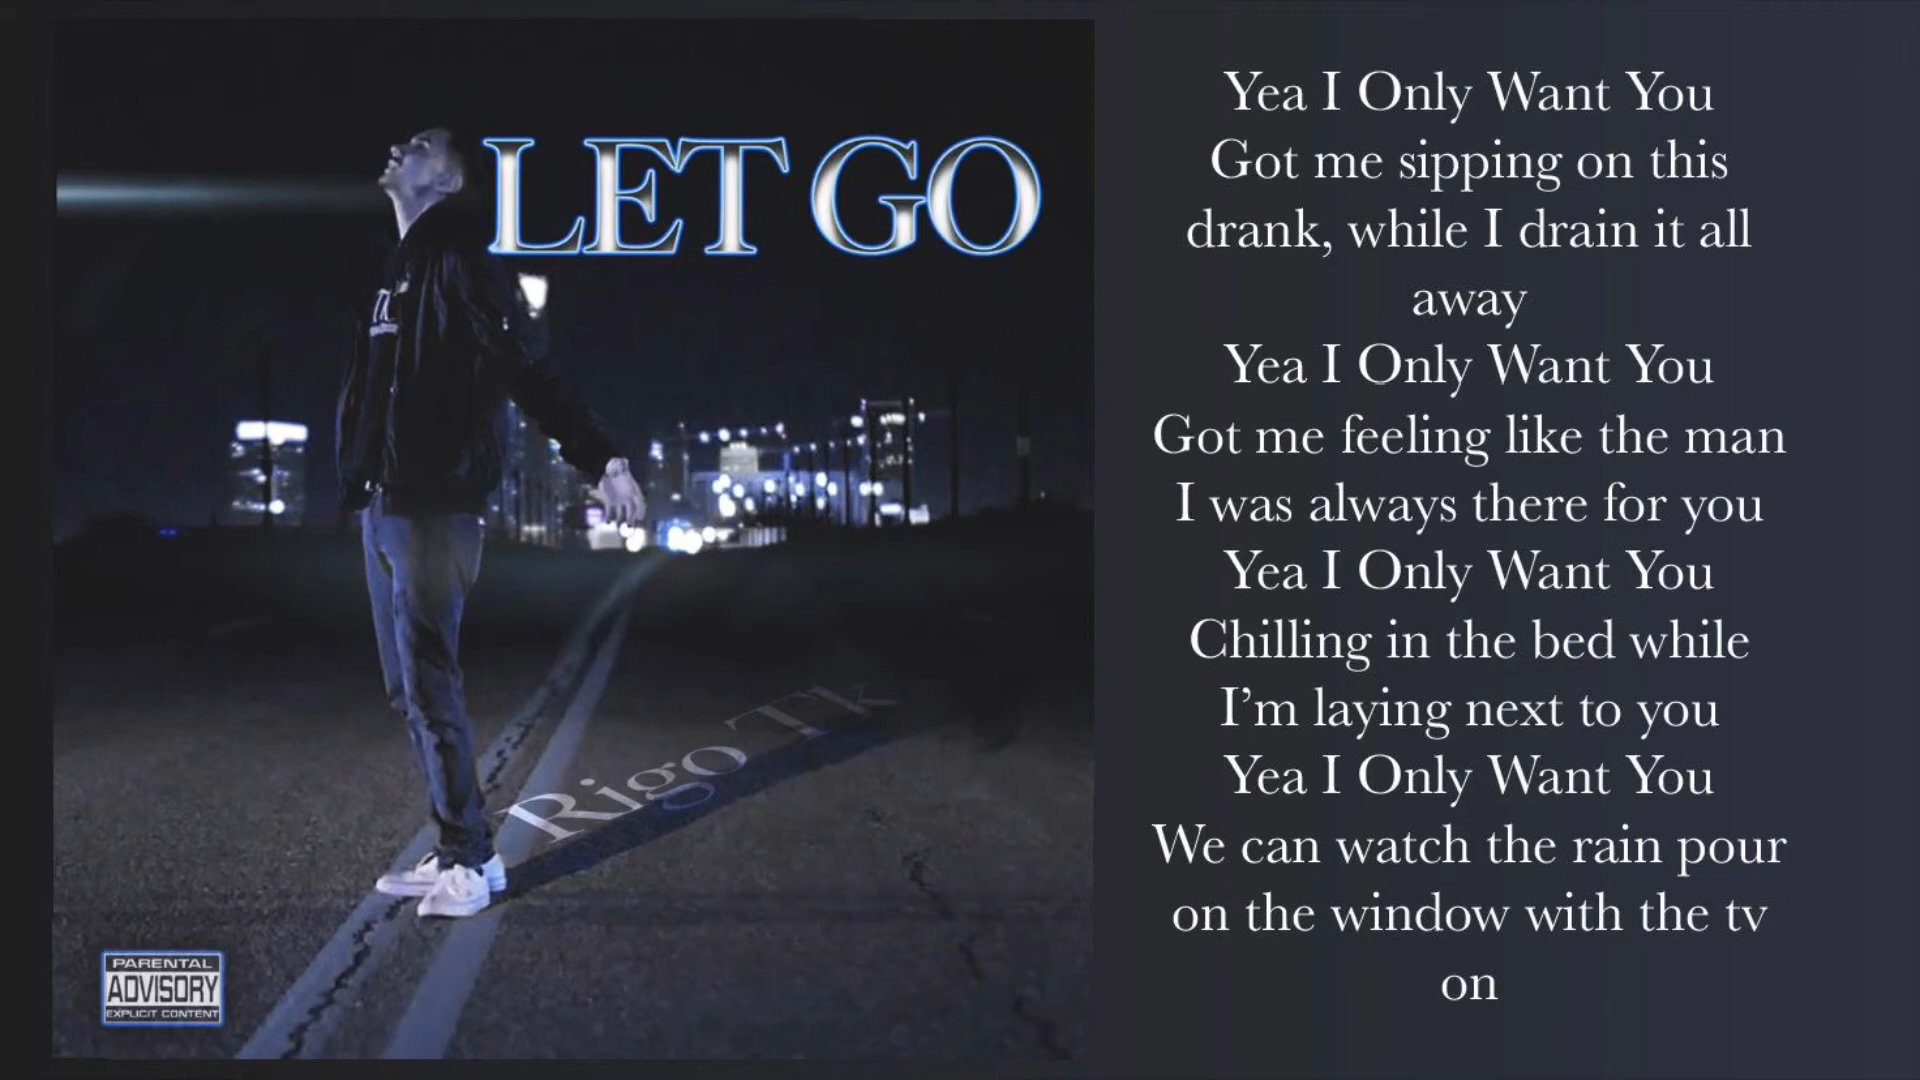 LET GO
RigoTk
PARENTAL
ADVISORY
EXPLICIT CONTENT
Yea I Only Want You
Got me sipping on this
drank, while I drain it all
away
Yea I Only Want You
Got me feeling like the man
I was always there for you
Yea I Only Want You
Chilling in the bed while
I’m laying next to you
Yea I Only Want You
We can watch the rain pour
on the window with the tv
on